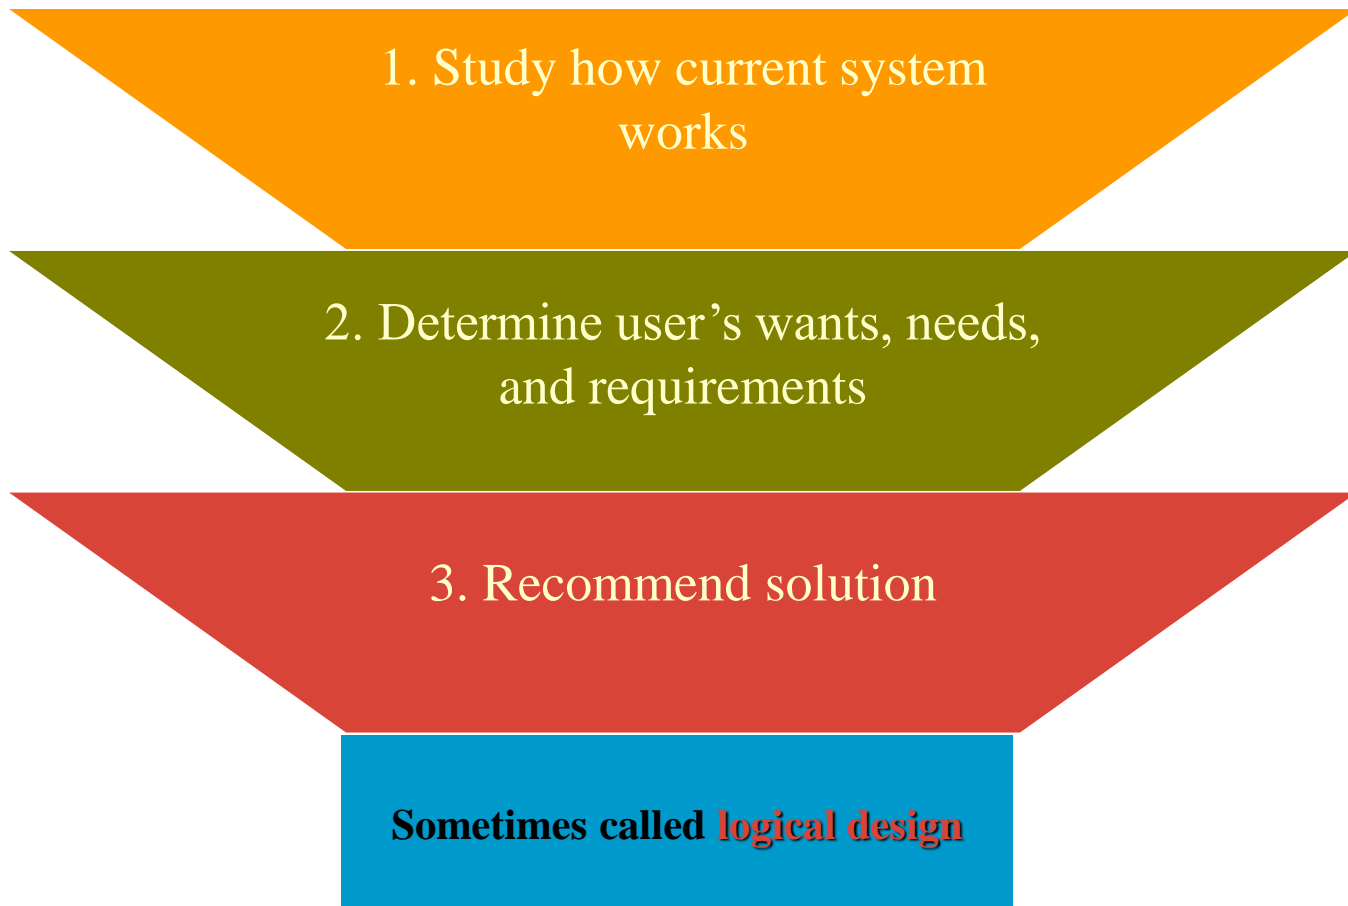 1. Study how current system
works
2. Determine user’s wants, needs,
and requirements
3. Recommend solution
Sometimes called logical design